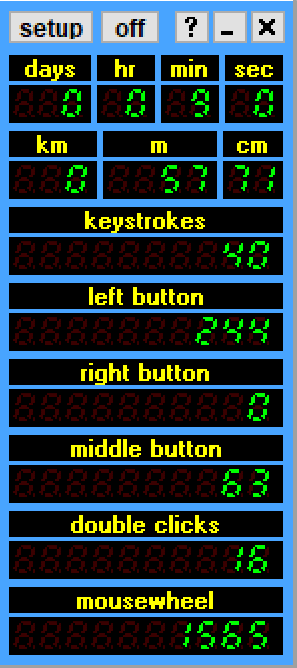 setup off ? _ X
days hr min sec
0 0 9 0
km m cm
0 57 71
keystrokes
40
left button
244
right button
0
middle button
63
double clicks
16
mousewheel
1565